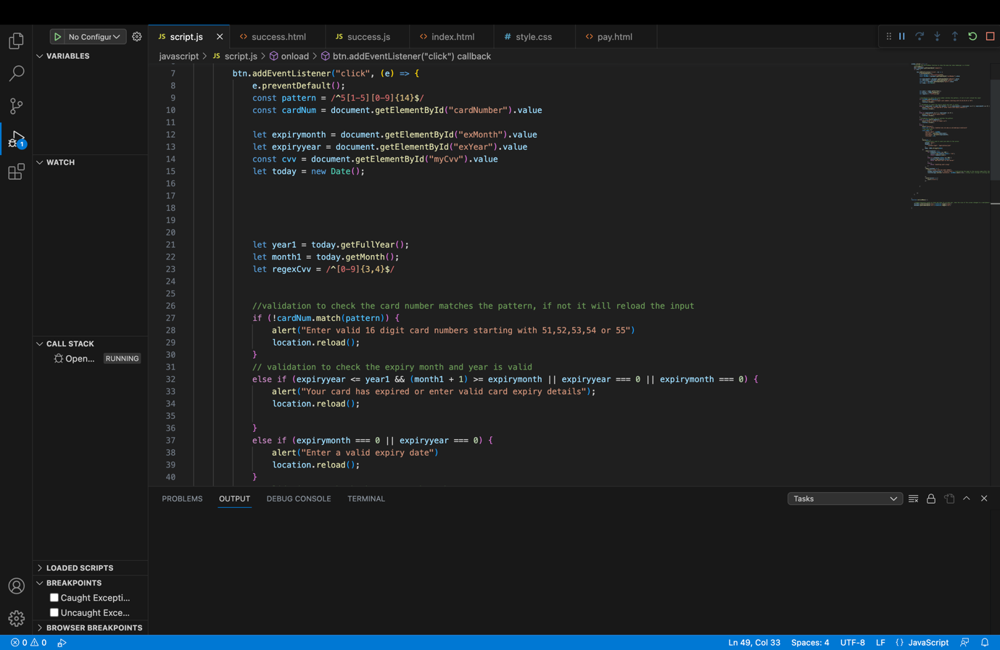 No Configur
JS script.js
<> success.html
JS success.js
<> index.html
# style.css
<> pay.html
VARIABLES
javascript > JS script.js > onload > btn.addEventListener("click") callback
7 btn.addEventListener("click", (e) => {
8 e.preventDefault();
9 const pattern = /^5[1-5][0-9]{14}$/
10 const cardNum = document.getElementById("cardNumber").value
11
12 let expirymonth = document.getElementById("exMonth").value
13 let expiryyear = document.getElementById("exYear").value
14 const cvv = document.getElementById("myCvv").value
15 let today = new Date();
16
17
18
19
20
21 let year1 = today.getFullYear();
22 let month1 = today.getMonth();
23 let regexCvv = /^[0-9]{3,4}$/
24
25
26 //validation to check the card number matches the pattern, if not it will reload the input
27 if (!cardNum.match(pattern)) {
28 alert("Enter valid 16 digit card numbers starting with 51,52,53,54 or 55")
29 location.reload();
30 }
31 // validation to check the expiry month and year is valid
32 else if (expiryyear <= year1 && (month1 + 1) >= expirymonth || expiryyear === 0 || expirymonth === 0) {
33 alert("Your card has expired or enter valid card expiry details");
34 location.reload();
35
36 }
37 else if (expirymonth === 0 || expiryyear === 0) {
38 alert("Enter a valid expiry date")
39 location.reload();
40 }
1
WATCH
CALL STACK
Open... RUNNING
LOADED SCRIPTS
BREAKPOINTS
Caught Excepti...
Uncaught Exce...
BROWSER BREAKPOINTS
PROBLEMS OUTPUT DEBUG CONSOLE TERMINAL
Tasks
0 0
Ln 49, Col 33 Spaces: 4 UTF-8 LF {} JavaScript